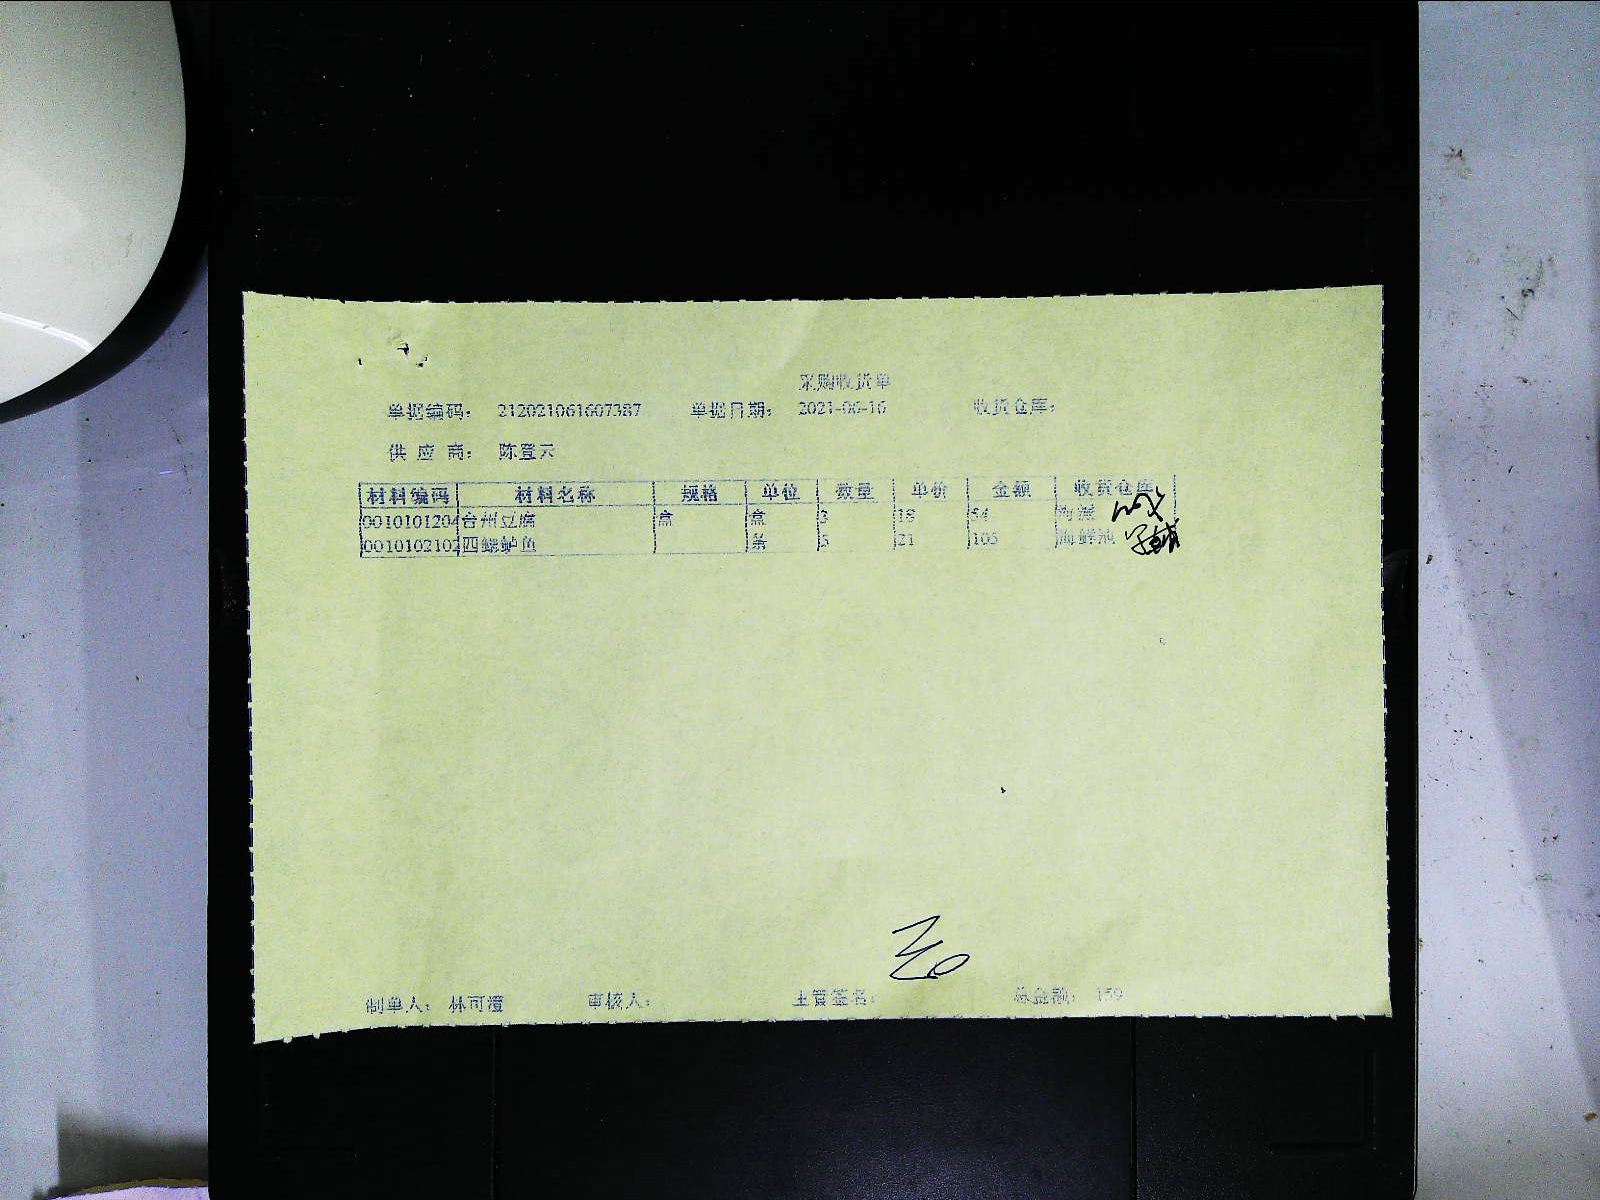 采购收货单
单据编码: 212021061607387 单据日期: 2021-06-16 收货仓库:
供 应 商: 陈登云
材料编码 材料名称 规格 单位 数量 单价 金额 收货仓库
0010101204 台州豆腐 盒 盒 3 18 54
0010102102 四鳃鲈鱼 条 5 21 105 海鲜池
制单人: 林可潼 审核人: 主管签名: 总金额: 159